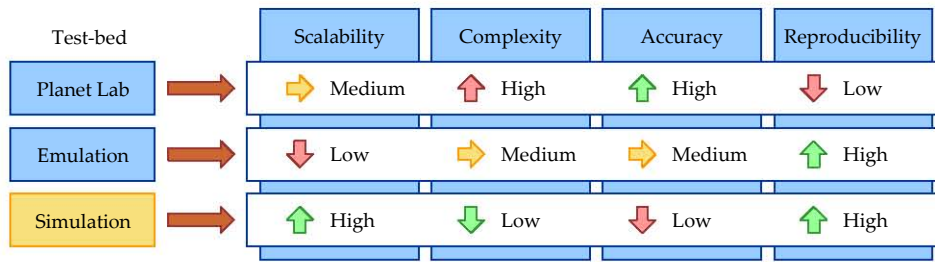 Test-bed Scalability Complexity Accuracy Reproducibility
Planet Lab Medium High High Low
Emulation Low Medium Medium High
Simulation High Low Low High